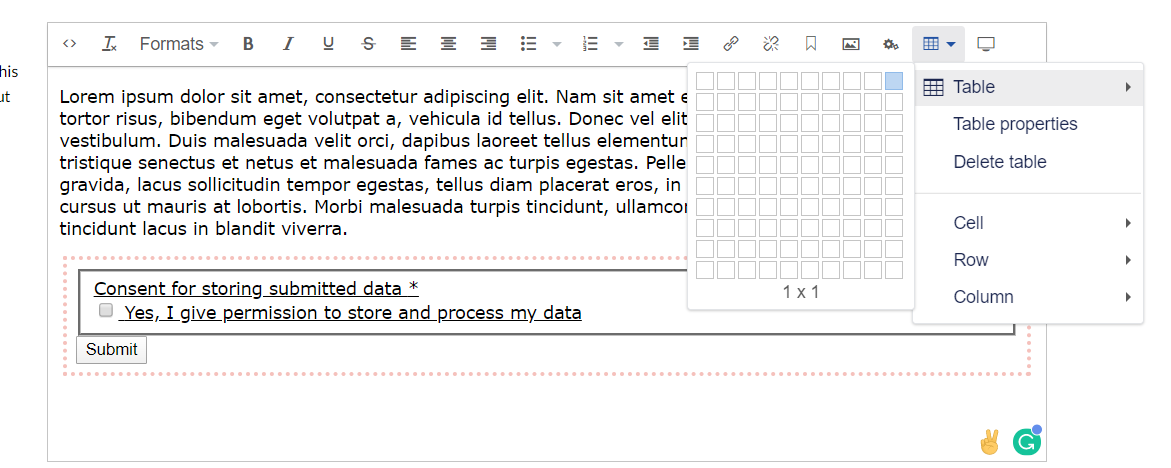 Formats B I U S
his
ut
Table
Table properties
Delete table
Cell
Row
Column
1 x 1
Lorem ipsum dolor sit amet, consectetur adipiscing elit. Nam sit amet
tortor risus, bibendum eget volutpat a, vehicula id tellus. Donec vel elit
vestibulum. Duis malesuada velit orci, dapibus laoreet tellus elementun
tristique senectus et netus et malesuada fames ac turpis egestas. Pelle
gravida, lacus sollicitudin tempor egestas, tellus diam placerat eros, in
cursus ut mauris at lobortis. Morbi malesuada turpis tincidunt, ullamcor
tincidunt lacus in blandit viverra.
Consent for storing submitted data *
Yes, I give permission to store and process my data
Submit